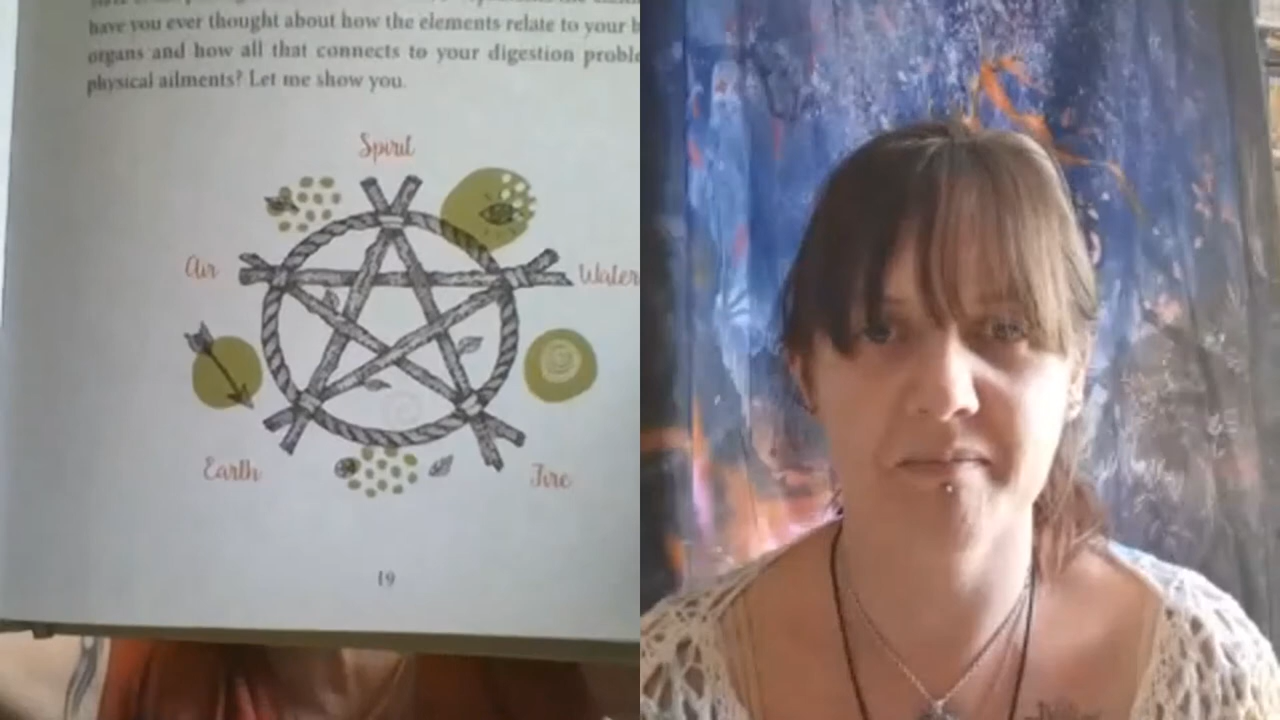 have you ever thought about how the elements relate to your
organs and how all that connects to your digestion
physical ailments? Let me show you.
Spirit
Air
Water
Earth
Fire
19